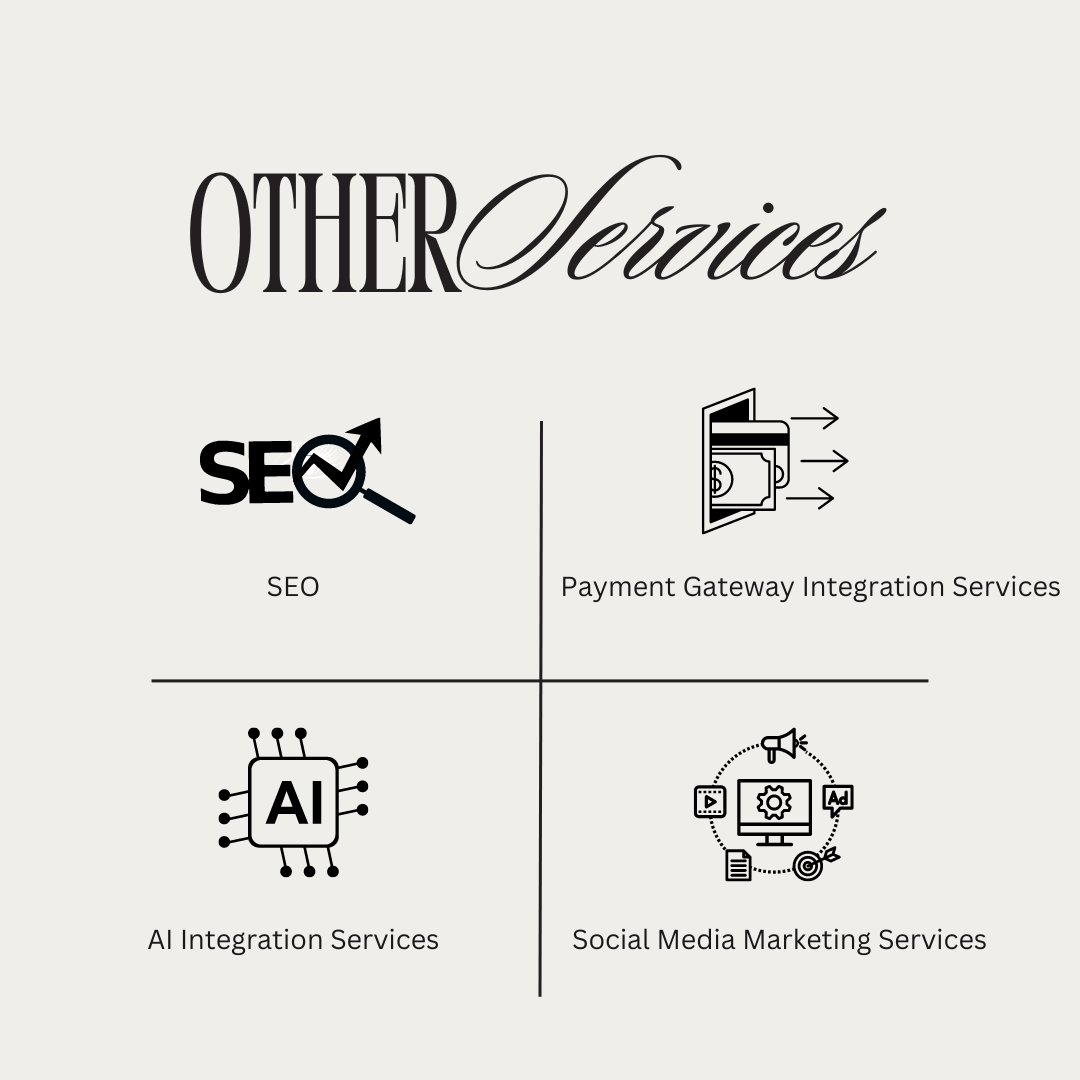 OTHER Services
SEO
SEO
Payment Gateway Integration Services
$
AI
Ad
AI Integration Services
Social Media Marketing Services